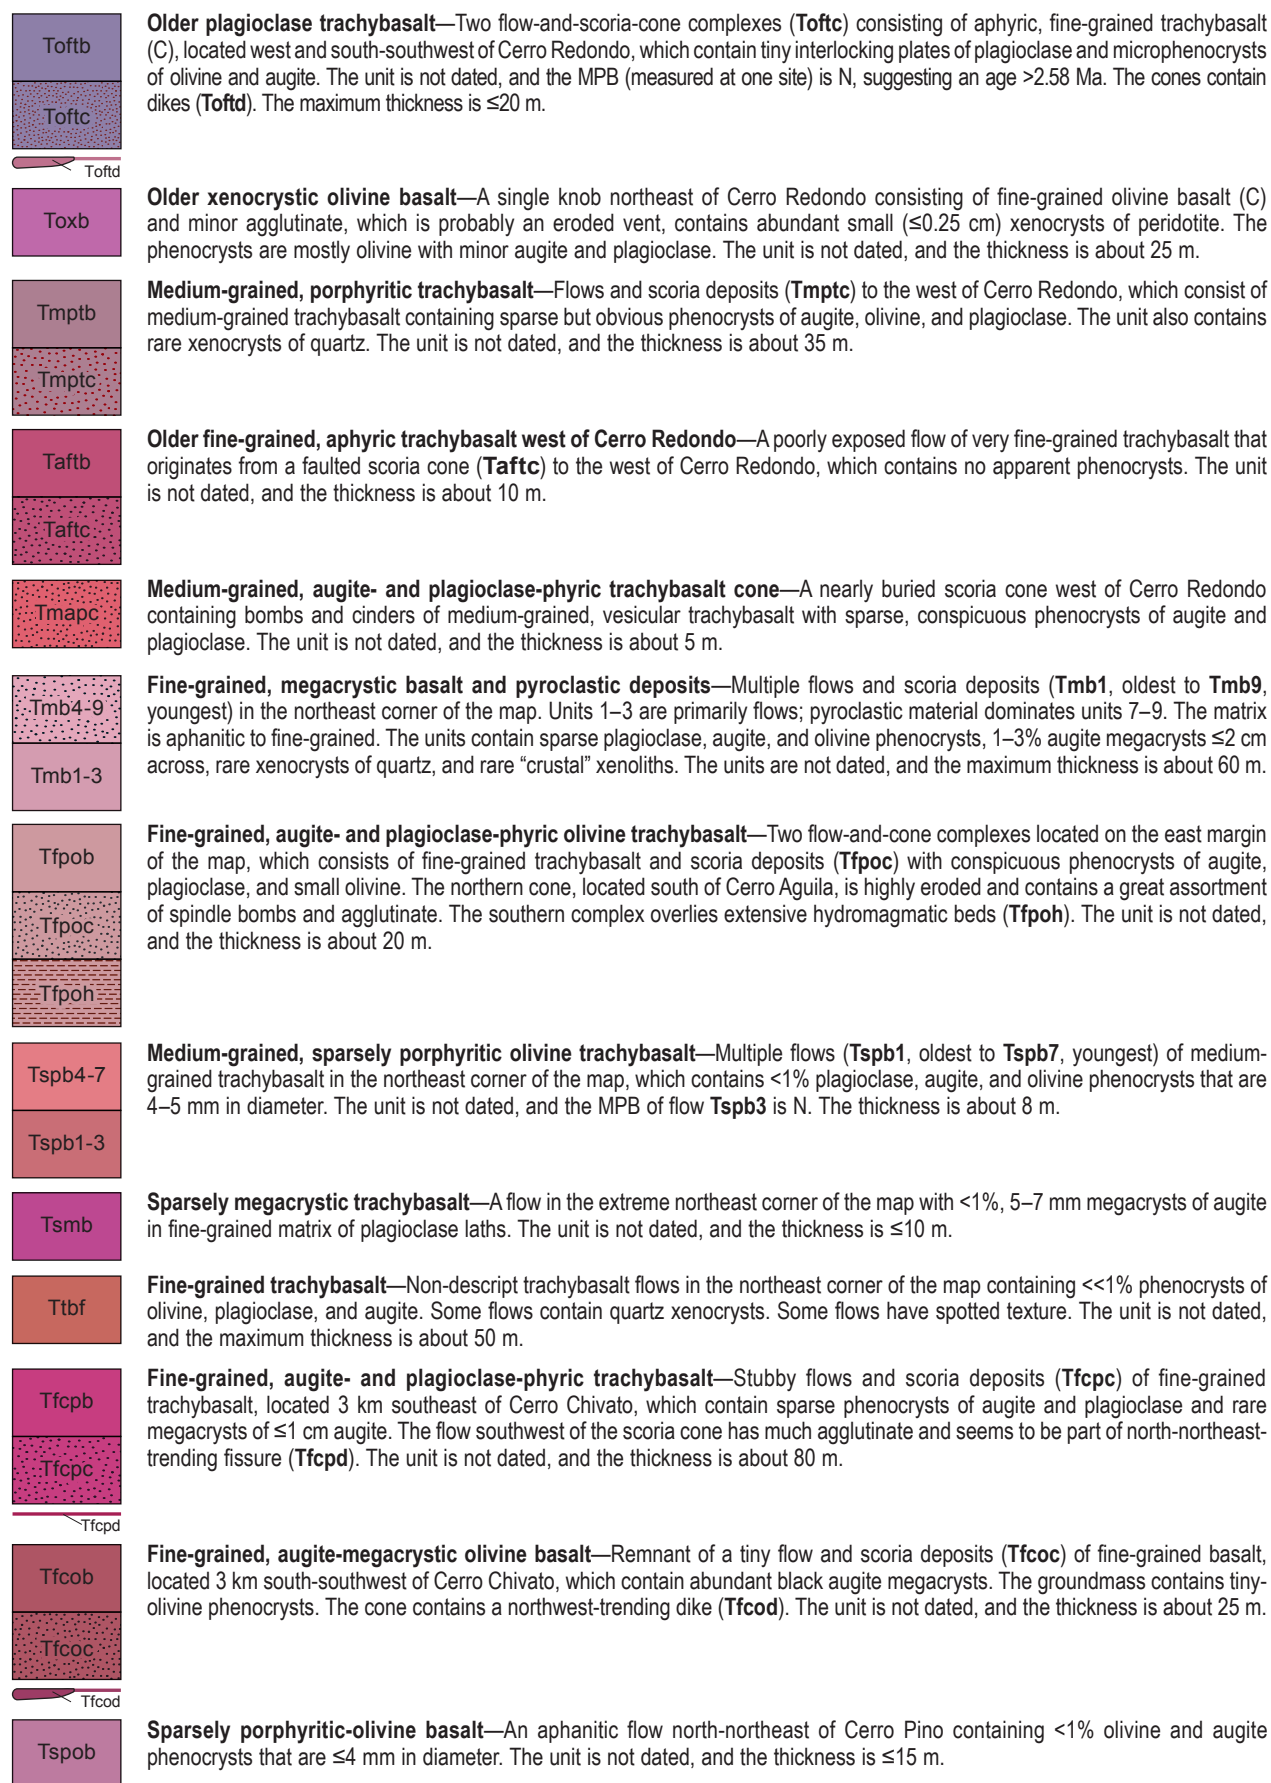 Toftb
Toftc
Toftd
Older plagioclase trachybasalt—Two flow-and-scoria-cone complexes (Toftc) consisting of aphyric, fine-grained trachybasalt
(C), located west and south-southwest of Cerro Redondo, which contain tiny interlocking plates of plagioclase and microphenocrysts
of olivine and augite. The unit is not dated, and the MPB (measured at one site) is N, suggesting an age >2.58 Ma. The cones contain
dikes (Toftd). The maximum thickness is ≤20 m.
Toxb
Older xenocrystic olivine basalt—A single knob northeast of Cerro Redondo consisting of fine-grained olivine basalt (C)
and minor agglutinate, which is probably an eroded vent, contains abundant small (≤0.25 cm) xenocrysts of peridotite. The
phenocrysts are mostly olivine with minor augite and plagioclase. The unit is not dated, and the thickness is about 25 m.
Tmptb
Tmptc
Medium-grained, porphyritic trachybasalt—Flows and scoria deposits (Tmptc) to the west of Cerro Redondo, which consist of
medium-grained trachybasalt containing sparse but obvious phenocrysts of augite, olivine, and plagioclase. The unit also contains
rare xenocrysts of quartz. The unit is not dated, and the thickness is about 35 m.
Taftb
Taftc
Older fine-grained, aphyric trachybasalt west of Cerro Redondo—A poorly exposed flow of very fine-grained trachybasalt that
originates from a faulted scoria cone (Taftc) to the west of Cerro Redondo, which contains no apparent phenocrysts. The unit
is not dated, and the thickness is about 10 m.
Tmapc
Medium-grained, augite- and plagioclase-phyric trachybasalt cone—A nearly buried scoria cone west of Cerro Redondo
containing bombs and cinders of medium-grained, vesicular trachybasalt with sparse, conspicuous phenocrysts of augite and
plagioclase. The unit is not dated, and the thickness is about 5 m.
Tmb4-9
Tmb1-3
Fine-grained, megacrystic basalt and pyroclastic deposits—Multiple flows and scoria deposits (Tmb1, oldest to Tmb9,
youngest) in the northeast corner of the map. Units 1–3 are primarily flows; pyroclastic material dominates units 7–9. The matrix
is aphanitic to fine-grained. The units contain sparse plagioclase, augite, and olivine phenocrysts, 1–3% augite megacrysts ≤2 cm
across, rare xenocrysts of quartz, and rare “crustal” xenoliths. The units are not dated, and the maximum thickness is about 60 m.
Tfpob
Tfpoc
Tfpoh
Fine-grained, augite- and plagioclase-phyric olivine trachybasalt—Two flow-and-cone complexes located on the east margin
of the map, which consists of fine-grained trachybasalt and scoria deposits (Tfpoc) with conspicuous phenocrysts of augite,
plagioclase, and small olivine. The northern cone, located south of Cerro Aguila, is highly eroded and contains a great assortment
of spindle bombs and agglutinate. The southern complex overlies extensive hydromagmatic beds (Tfpoh). The unit is not dated,
and the thickness is about 20 m.
Tspb4-7
Tspb1-3
Medium-grained, sparsely porphyritic olivine trachybasalt—Multiple flows (Tspb1, oldest to Tspb7, youngest) of medium-
grained trachybasalt in the northeast corner of the map, which contains <1% plagioclase, augite, and olivine phenocrysts that are
4–5 mm in diameter. The unit is not dated, and the MPB of flow Tspb3 is N. The thickness is about 8 m.
Tsmb
Sparsely megacrystic trachybasalt—A flow in the extreme northeast corner of the map with <1%, 5–7 mm megacrysts of augite
in fine-grained matrix of plagioclase laths. The unit is not dated, and the thickness is ≤10 m.
Ttbf
Fine-grained trachybasalt—Non-descript trachybasalt flows in the northeast corner of the map containing <<1% phenocrysts of
olivine, plagioclase, and augite. Some flows contain quartz xenocrysts. Some flows have spotted texture. The unit is not dated,
and the maximum thickness is about 50 m.
Tfcpb
Tfcpc
Tfcpd
Fine-grained, augite- and plagioclase-phyric trachybasalt—Stubby flows and scoria deposits (Tfcpc) of fine-grained
trachybasalt, located 3 km southeast of Cerro Chivato, which contain sparse phenocrysts of augite and plagioclase and rare
megacrysts of ≤1 cm augite. The flow southwest of the scoria cone has much agglutinate and seems to be part of north-northeast-
trending fissure (Tfcpd). The unit is not dated, and the thickness is about 80 m.
Tfcob
Tfcoc
Tfcod
Fine-grained, augite-megacrystic olivine basalt—Remnant of a tiny flow and scoria deposits (Tfcoc) of fine-grained basalt,
located 3 km south-southwest of Cerro Chivato, which contain abundant black augite megacrysts. The groundmass contains tiny-
olivine phenocrysts. The cone contains a northwest-trending dike (Tfcod). The unit is not dated, and the thickness is about 25 m.
Tspob
Sparsely porphyritic-olivine basalt—An aphanitic flow north-northeast of Cerro Pino containing <1% olivine and augite
phenocrysts that are ≤4 mm in diameter. The unit is not dated, and the thickness is ≤15 m.